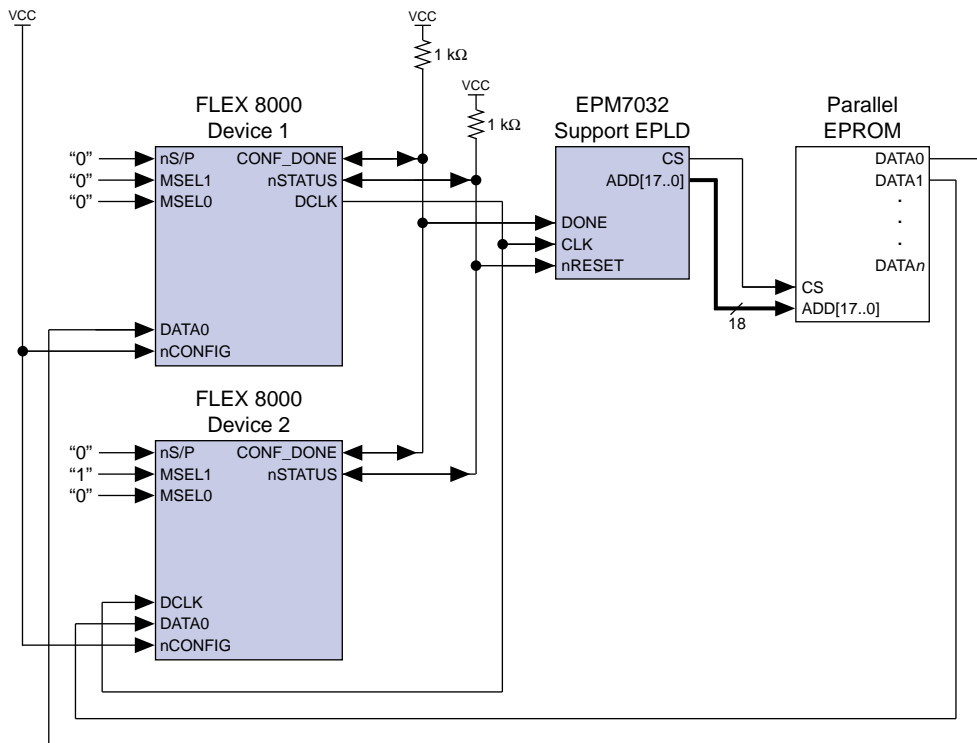 VCC
VCC
1 kΩ
VCC
1 kΩ
FLEX 8000
Device 1
"0"
nS/P
CONF_DONE
"0"
MSEL1
nSTATUS
"0"
MSEL0
DCLK
DATA0
nCONFIG
EPM7032
Support EPLD
CS
ADD[17..0]
DONE
CLK
nRESET
18
Parallel
EPROM
DATA0
DATA1
.
.
.
DATAn
CS
ADD[17..0]
FLEX 8000
Device 2
"0"
nS/P
CONF_DONE
"1"
MSEL1
nSTATUS
"0"
MSEL0
DCLK
DATA0
nCONFIG